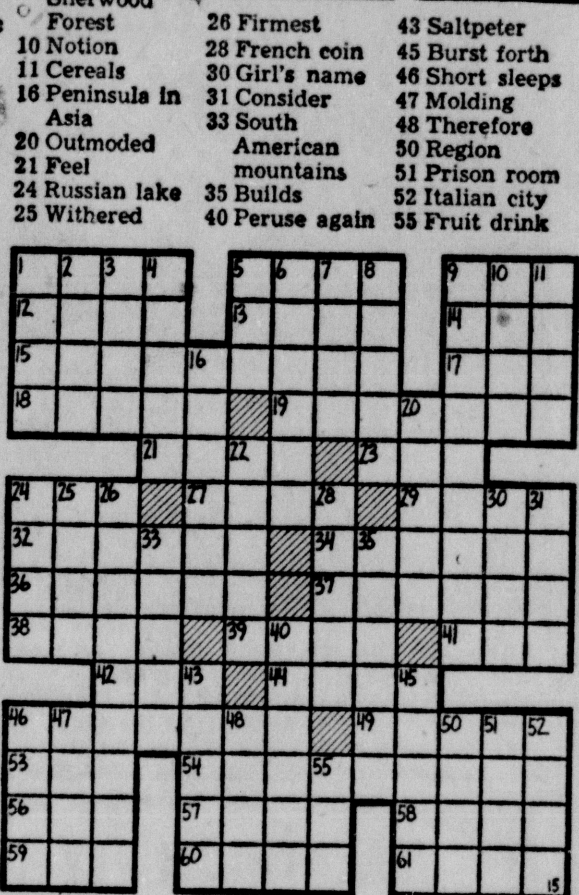 Sherwood
Forest
10 Notion
11 Cereals
16 Peninsula in
Asia
20 Outmoded
21 Feel
24 Russian lake
25 Withered
26 Firmest
28 French coin
30 Girl's name
31 Consider
33 South
American
mountains
35 Builds
40 Peruse again
43 Saltpeter
45 Burst forth
46 Short sleeps
47 Molding
48 Therefore
50 Region
51 Prison room
52 Italian city
55 Fruit drink
1 2 3 4 5 6 7 8 9 10 11
12 13 14
15 16 17
18 19 20
21 22 23
24 25 26 27 28 29 30 31
32 33 34 35
36 37
38 39 40 41
42 43 44 45
46 47 48 49 50 51 52
53 54 55
56 57 58
59 60 61
15